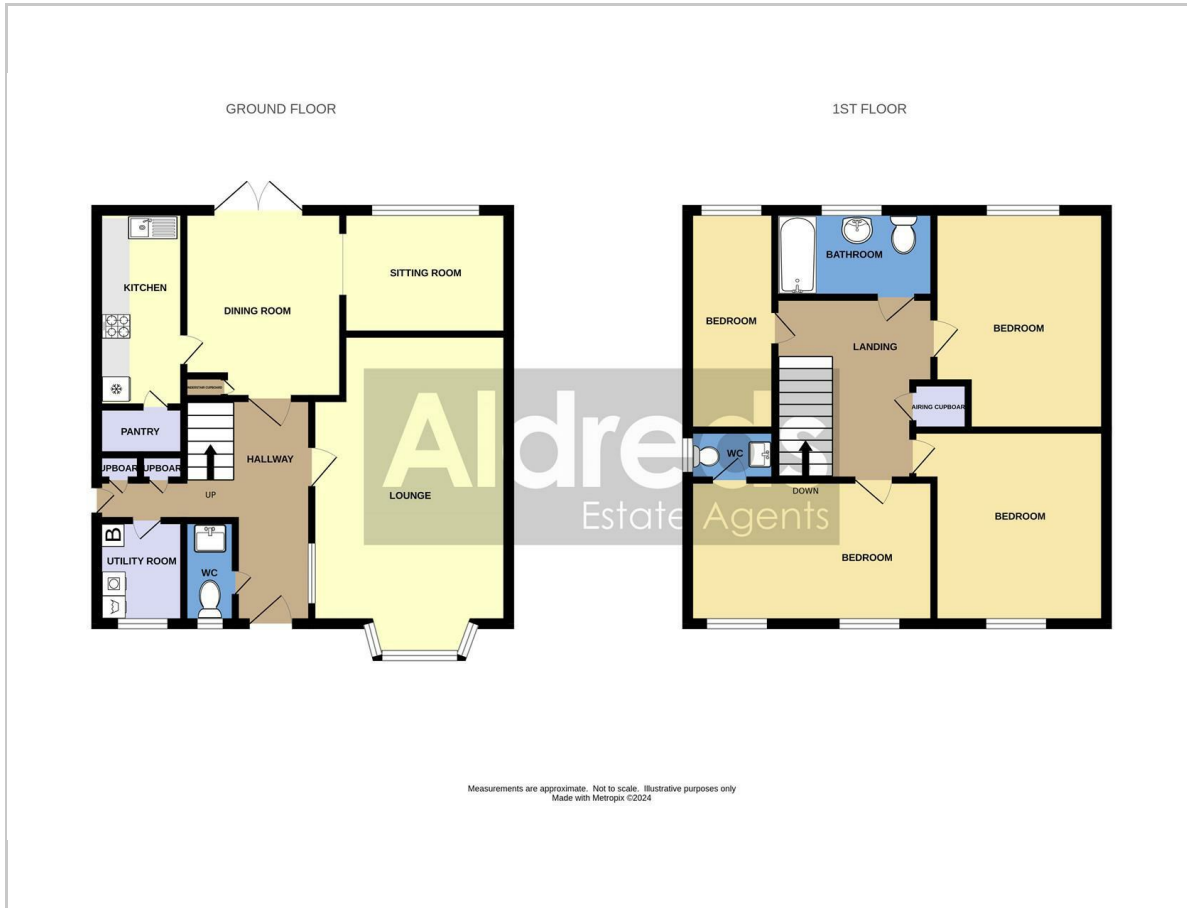 GROUND FLOOR
1ST FLOOR
KITCHEN
DINING ROOM
SITTING ROOM
PANTRY
UPBOAR
UPBOAR
HALLWAY
UP
LOUNGE
B
UTILITY ROOM
WC
BEDROOM
BATHROOM
LANDING
BEDROOM
AIRING CUPBOAR
WC
DOWN
BEDROOM
BEDROOM
Aldreds
Estate Agents
Measurements are approximate. Not to scale. Illustrative purposes only
Made with Metropix ©2024